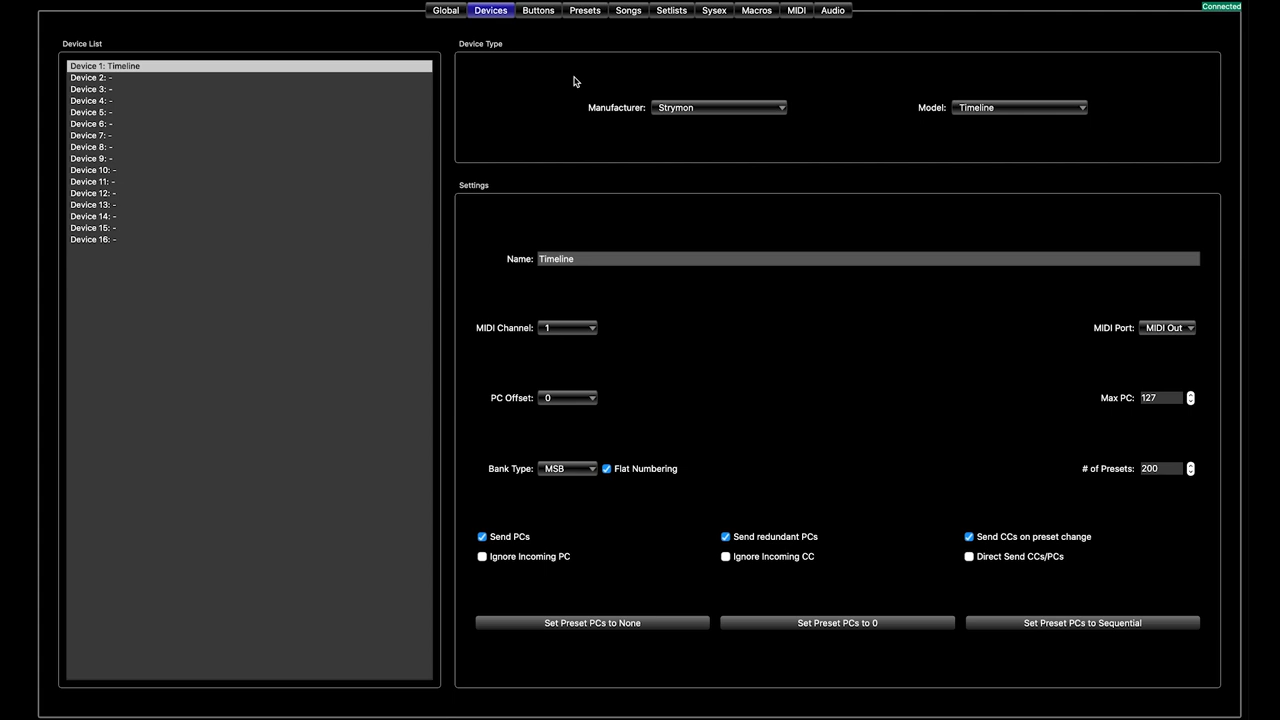 Global Devices Buttons Presets Songs Setlists Sysex Macros MIDI Audio
Connected
Device List
Device 1: Timeline
Device 2: -
Device 3: -
Device 4: -
Device 5: -
Device 6: -
Device 7: -
Device 8: -
Device 9: -
Device 10: -
Device 11: -
Device 12: -
Device 13: -
Device 14: -
Device 15: -
Device 16: -
Device Type
Manufacturer: Strymon Model: Timeline
Settings
Name: Timeline
MIDI Channel: 1 MIDI Port: MIDI Out
PC Offset: 0 Max PC: 127
Bank Type: MSB Flat Numbering # of Presets: 200
Send PCs Send redundant PCs Send CCs on preset change
Ignore Incoming PC Ignore Incoming CC Direct Send CCs/PCs
Set Preset PCs to None Set Preset PCs to 0 Set Preset PCs to Sequential